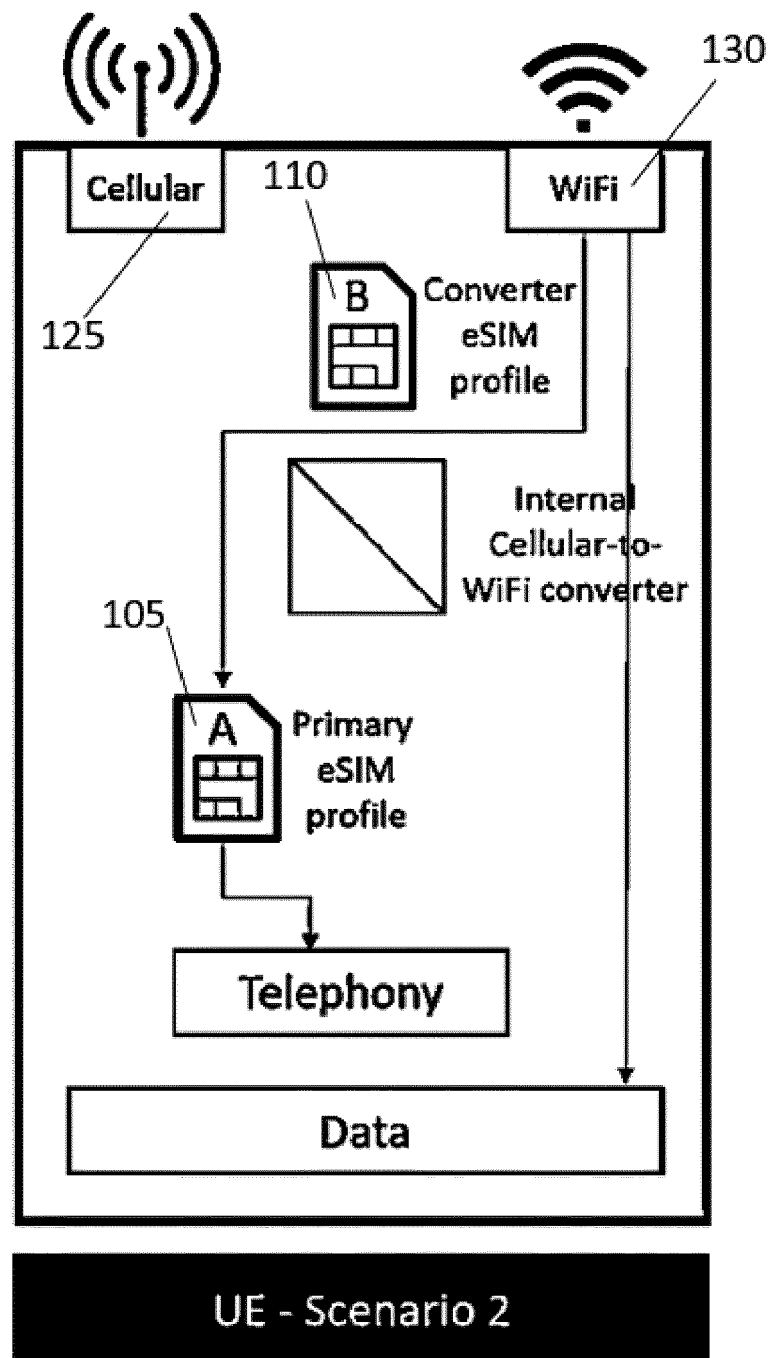 130
Cellular
110
WiFi
125
B
Converter
eSIM
profile
Internal
Cellular-to-
WiFi converter
105
A
Primary
eSIM
profile
Telephony
Data
UE - Scenario 2